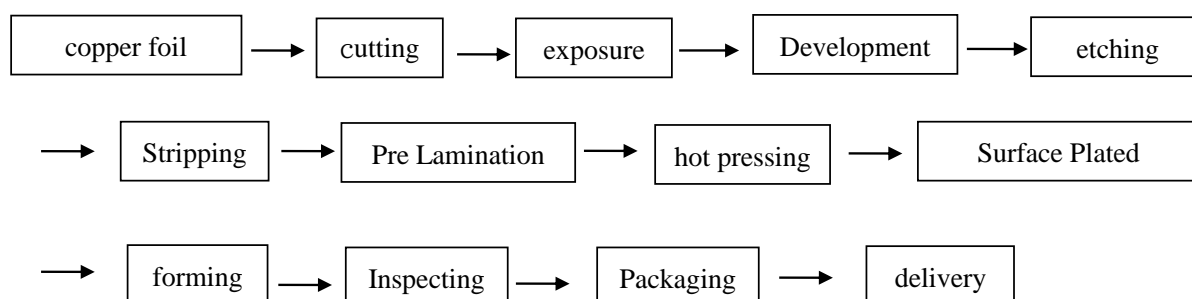 copper foil cutting exposure Development etching
Stripping Pre Lamination hot pressing Surface Plated
forming Inspecting Packaging delivery